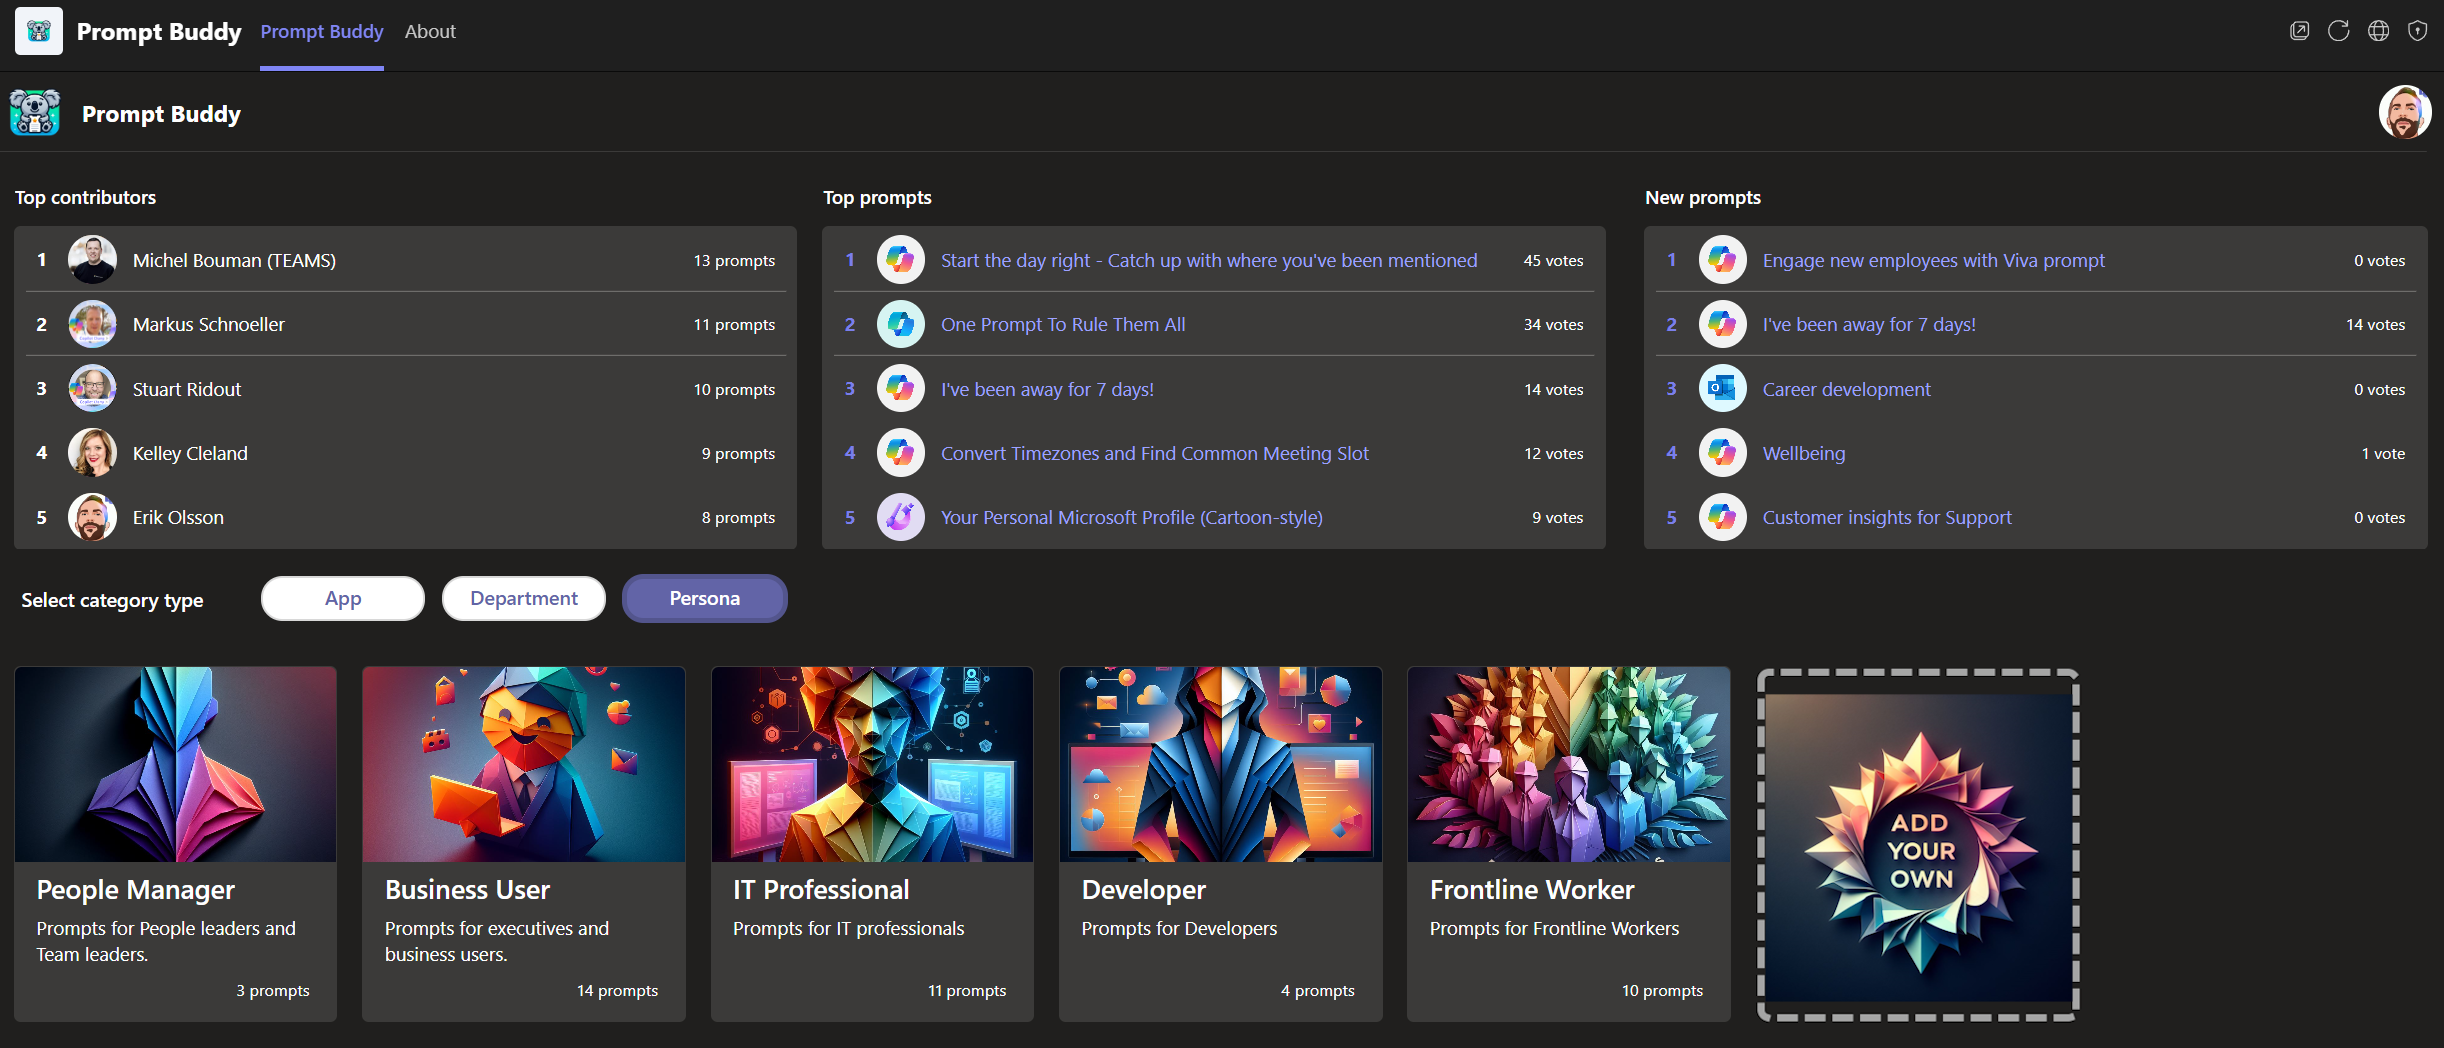 Prompt Buddy
Prompt Buddy
About
Prompt Buddy
Top contributors
1 Michel Bouman (TEAMS) 13 prompts
2 Markus Schnoeller 11 prompts
3 Stuart Ridout 10 prompts
4 Kelley Cleland 9 prompts
5 Erik Olsson 8 prompts
Top prompts
1 Start the day right - Catch up with where you've been mentioned 45 votes
2 One Prompt To Rule Them All 34 votes
3 I've been away for 7 days! 14 votes
4 Convert Timezones and Find Common Meeting Slot 12 votes
5 Your Personal Microsoft Profile (Cartoon-style) 9 votes
New prompts
1 Engage new employees with Viva prompt 0 votes
2 I've been away for 7 days! 14 votes
3 Career development 0 votes
4 Wellbeing 1 vote
5 Customer insights for Support 0 votes
Select category type
App
Department
Persona
People Manager
Prompts for People leaders and
Team leaders.
3 prompts
Business User
Prompts for executives and
business users.
14 prompts
IT Professional
Prompts for IT professionals
11 prompts
Developer
Prompts for Developers
4 prompts
Frontline Worker
Prompts for Frontline Workers
10 prompts
ADD
YOUR
OWN